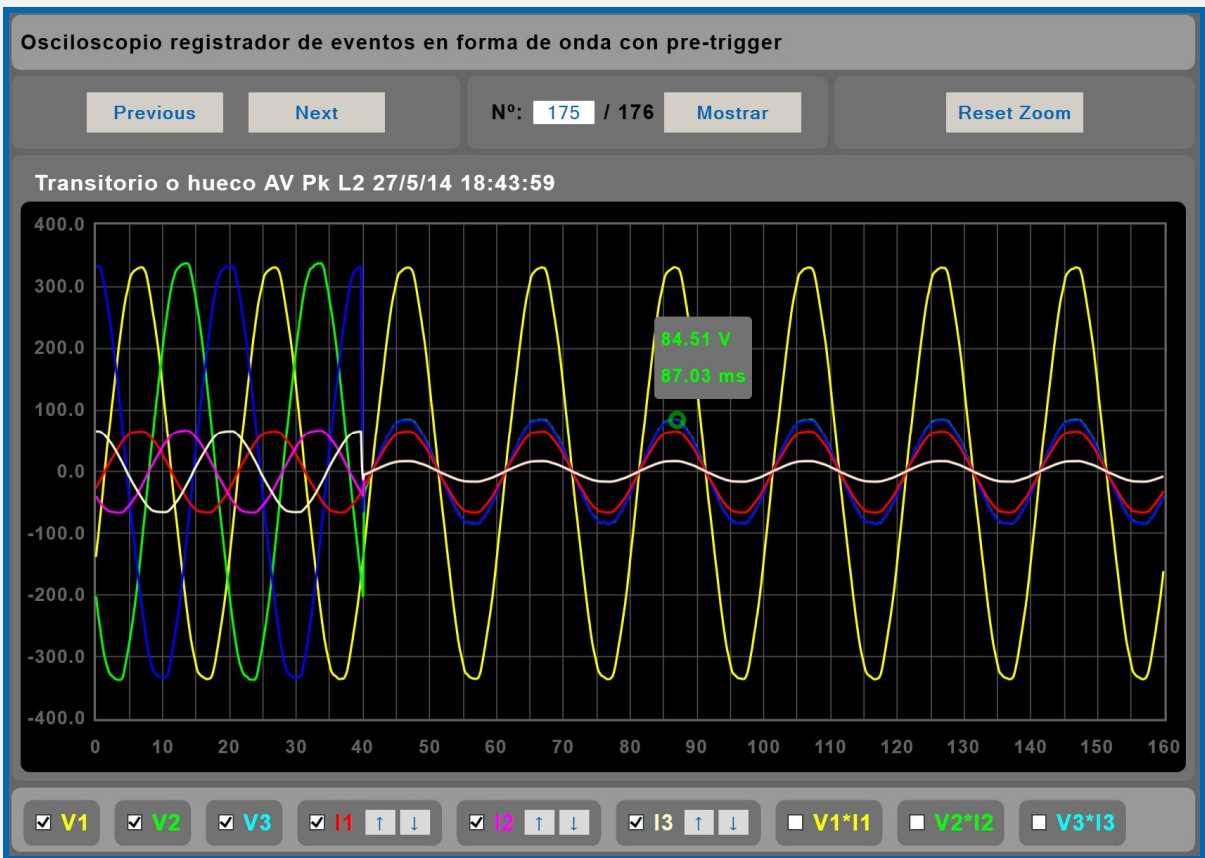 Osciloscopio registrador de eventos en forma de onda con pre-trigger
Previous Next Nº: 175 / 176 Mostrar Reset Zoom
Transitorio o hueco AV Pk L2 27/5/14 18:43:59
400.0
300.0
200.0
100.0
0.0
-100.0
-200.0
-300.0
-400.0
84.51 V
87.03 ms
0 10 20 30 40 50 60 70 80 90 100 110 120 130 140 150 160
V1 V2 V3 I1 ↑ ↓ I2 ↑ ↓ I3 ↑ ↓ V1*I1 V2*I2 V3*I3